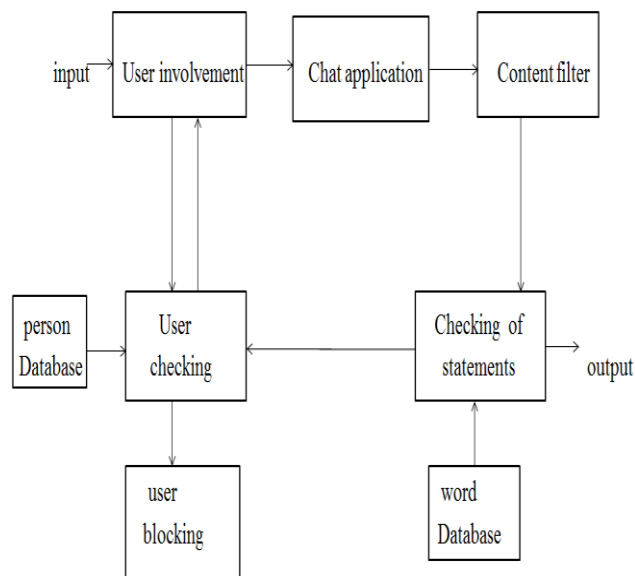 input
User involvement
Chat application
Content filter
person
Database
User
checking
Checking of
statements
output
user
blocking
word
Database